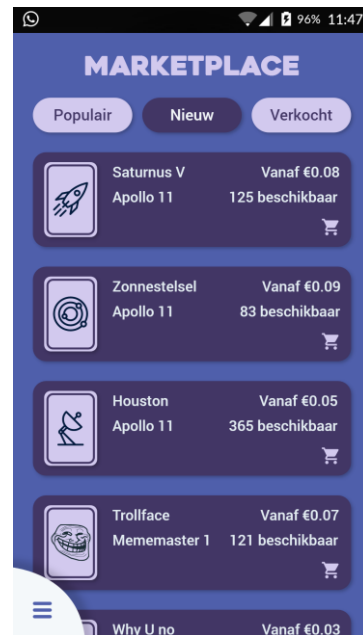 96% 11:47
MARKETPLACE
Populair Nieuw Verkocht
Saturnus V Vanaf €0.08
Apollo 11 125 beschikbaar
Zonnestelsel Vanaf €0.09
Apollo 11 83 beschikbaar
Houston Vanaf €0.05
Apollo 11 365 beschikbaar
Trollface Vanaf €0.07
Mememaster 1 121 beschikbaar
Why U no Vanaf €0.03